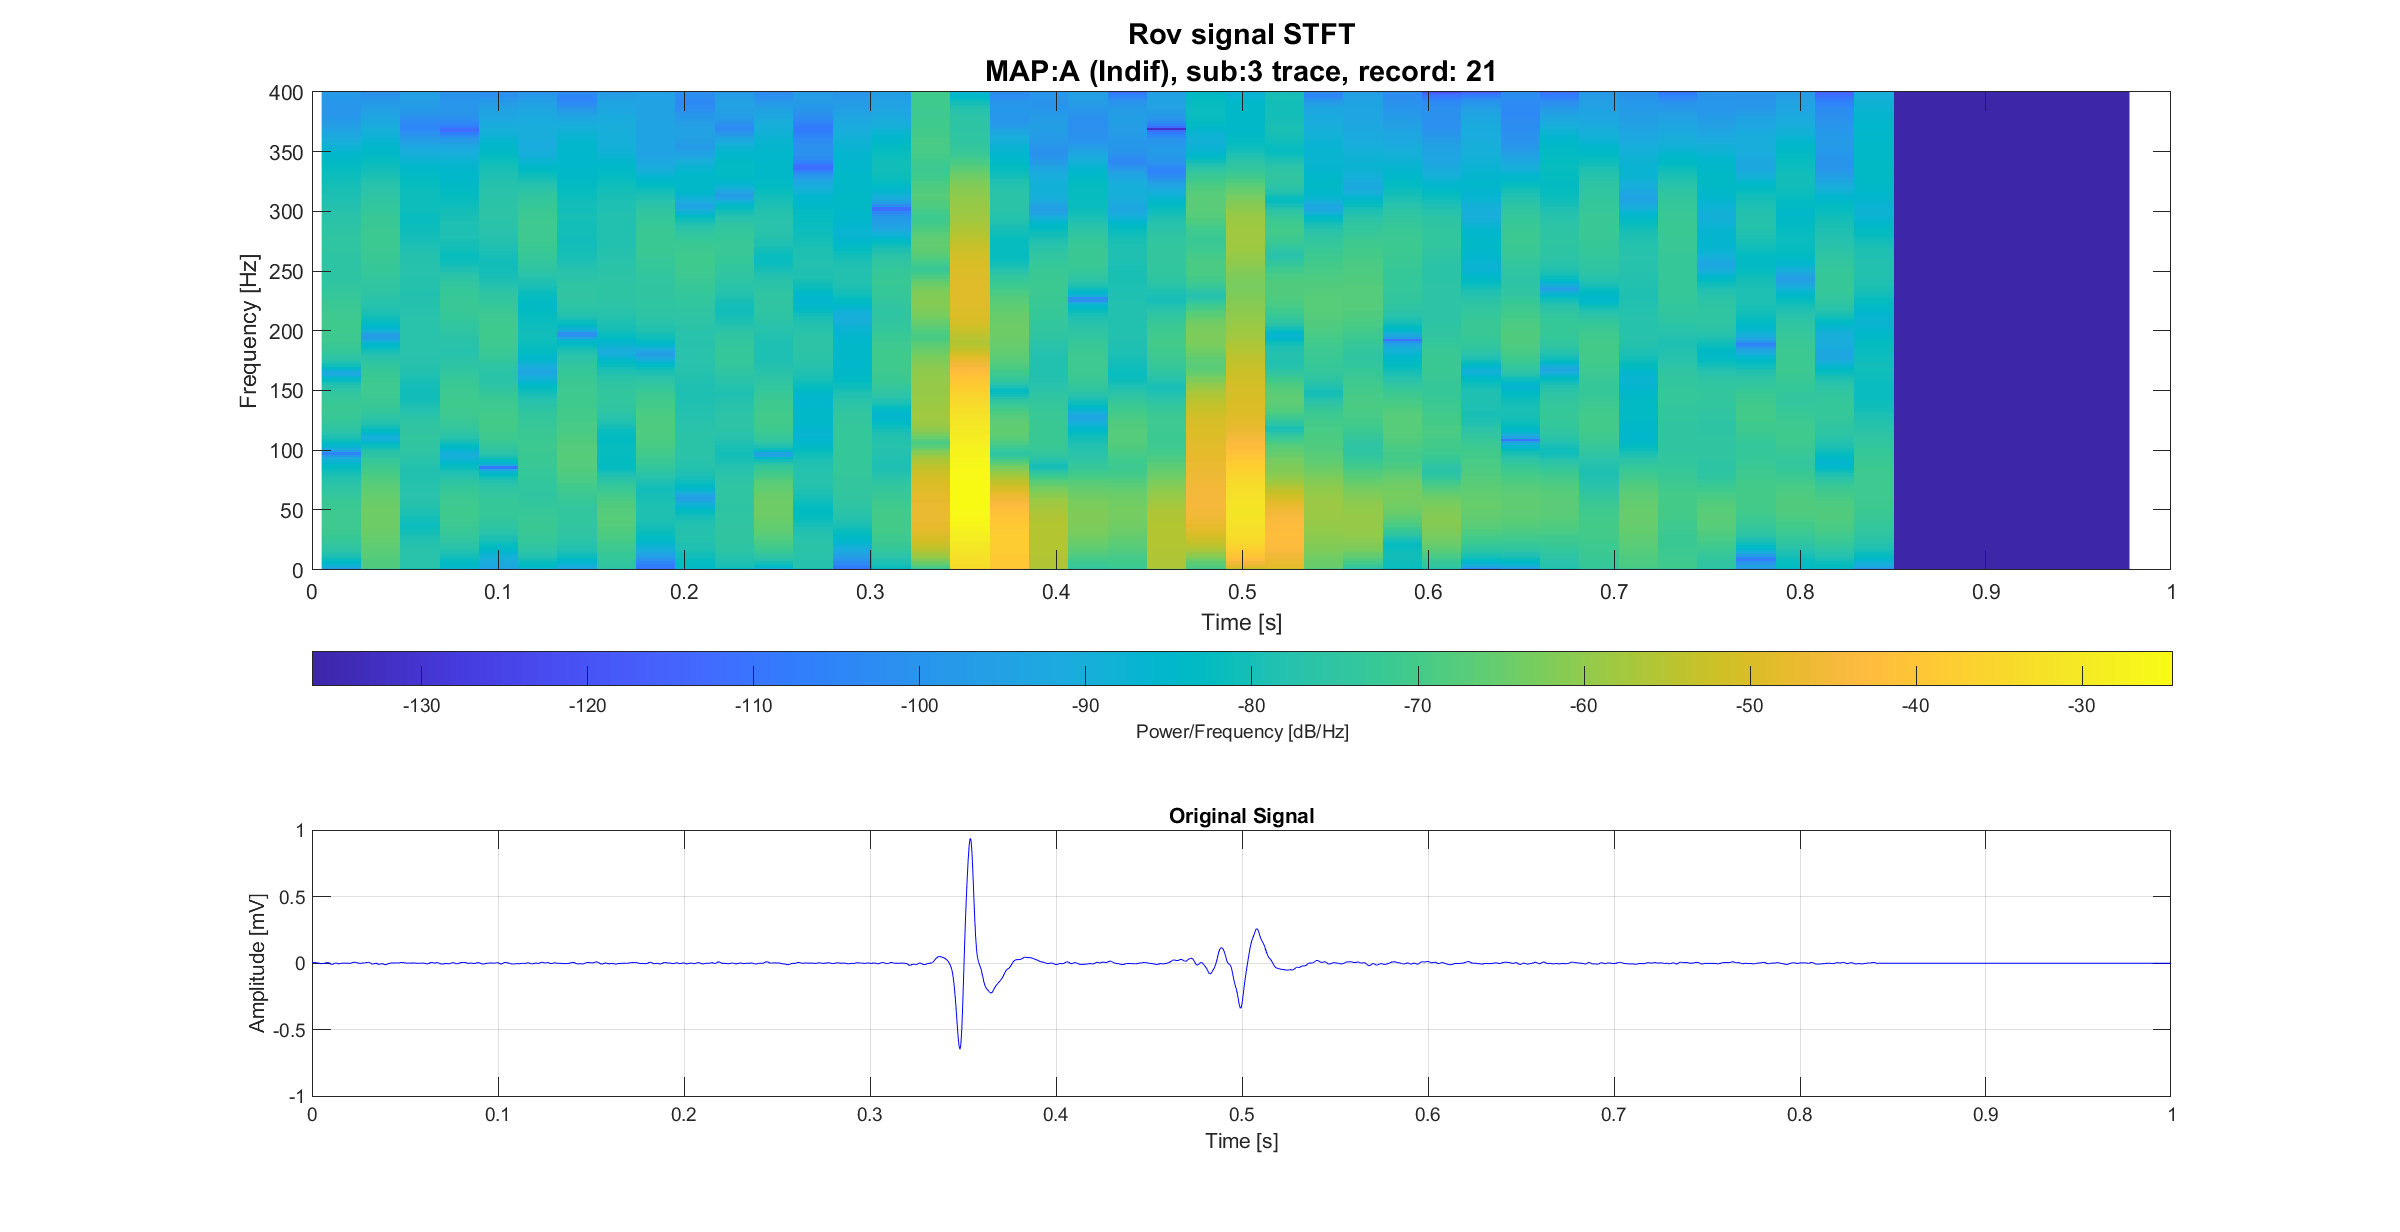 Rov signal STFT
MAP:A (Indif), sub:3 trace, record: 21
400
350
300
250
200
150
100
50
0
Frequency [Hz]
0 0.1 0.2 0.3 0.4 0.5 0.6 0.7 0.8 0.9 1
Time [s]
-130 -120 -110 -100 -90 -80 -70 -60 -50 -40 -30
Power/Frequency [dB/Hz]
Original Signal
1
0.5
0
-0.5
-1
Amplitude [mV]
0 0.1 0.2 0.3 0.4 0.5 0.6 0.7 0.8 0.9 1
Time [s]